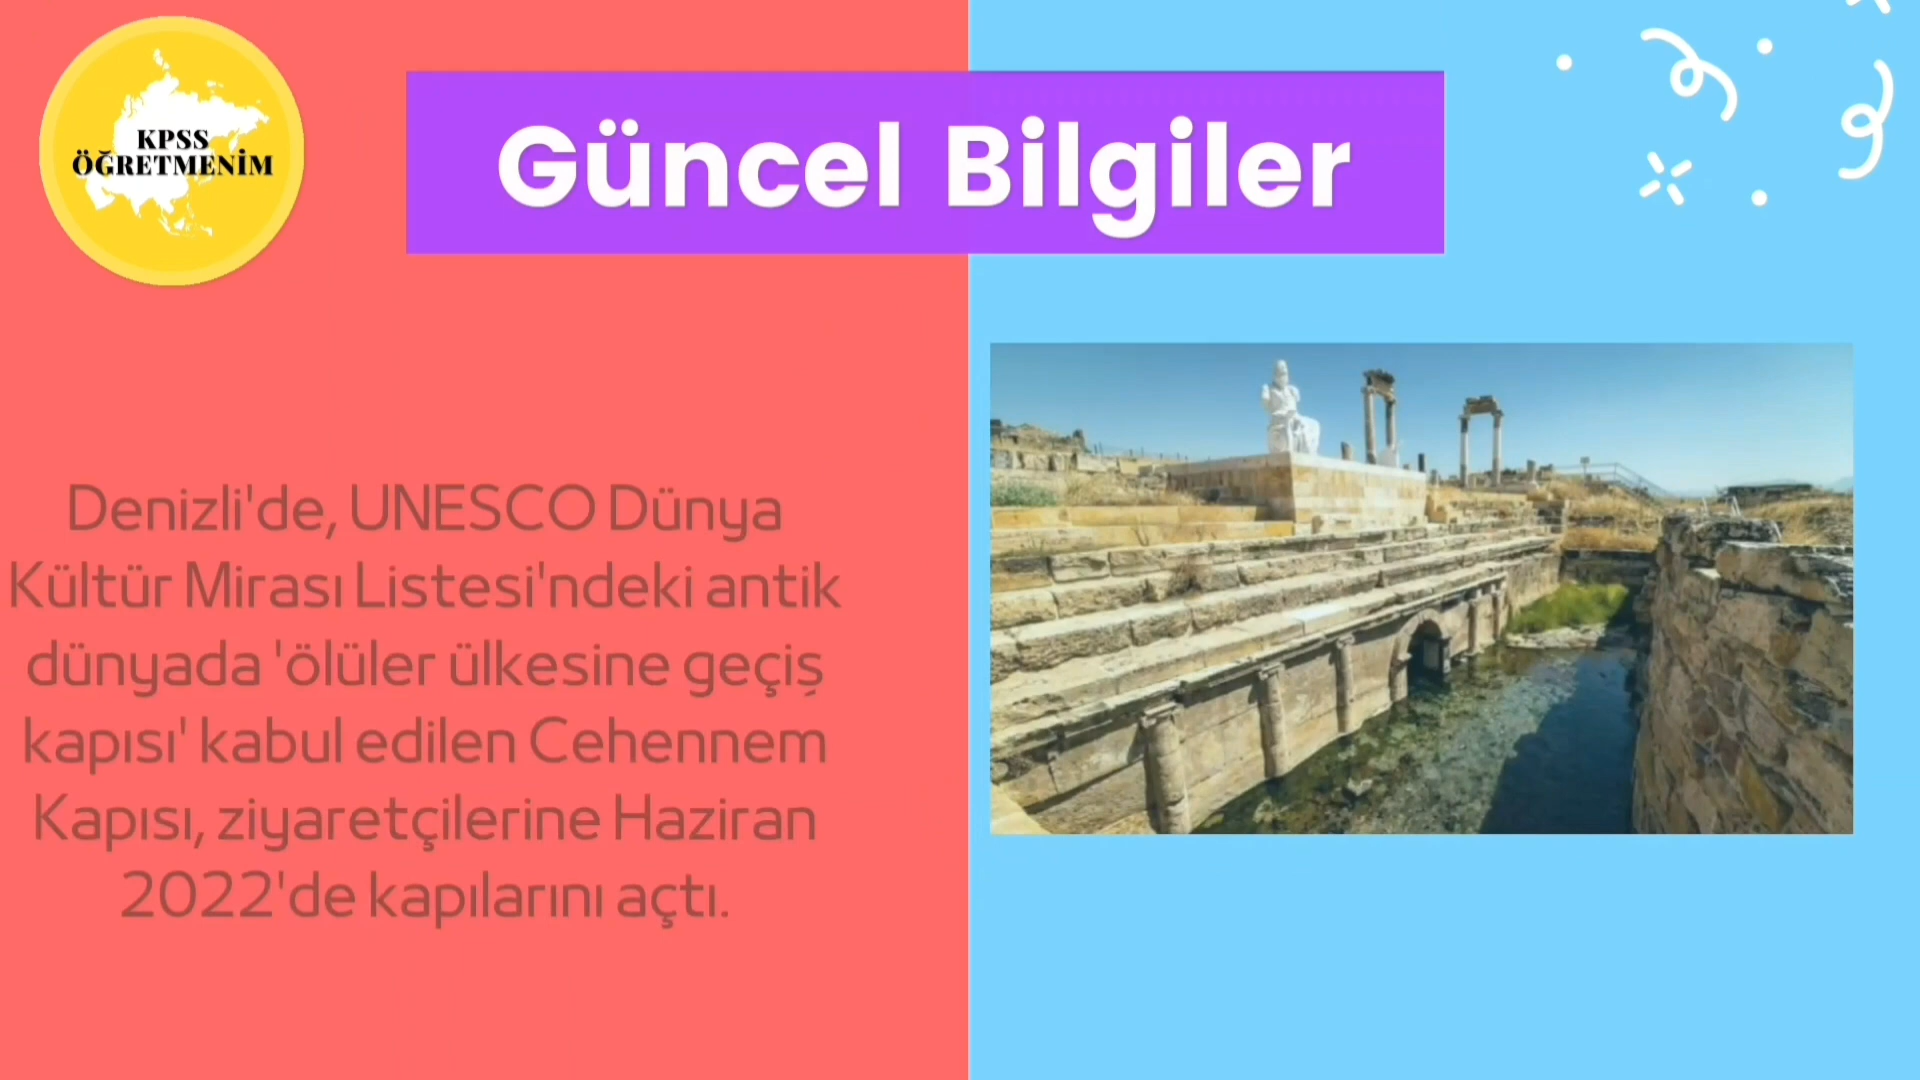 KPSS
ÖĞRETMENİM
Güncel Bilgiler
Denizli'de, UNESCO Dünya
Kültür Mirası Listesi'ndeki antik
dünyada 'ölüler ülkesine geçiş
kapısı' kabul edilen Cehennem
Kapısı, ziyaretçilerine Haziran
2022'de kapılarını açtı.